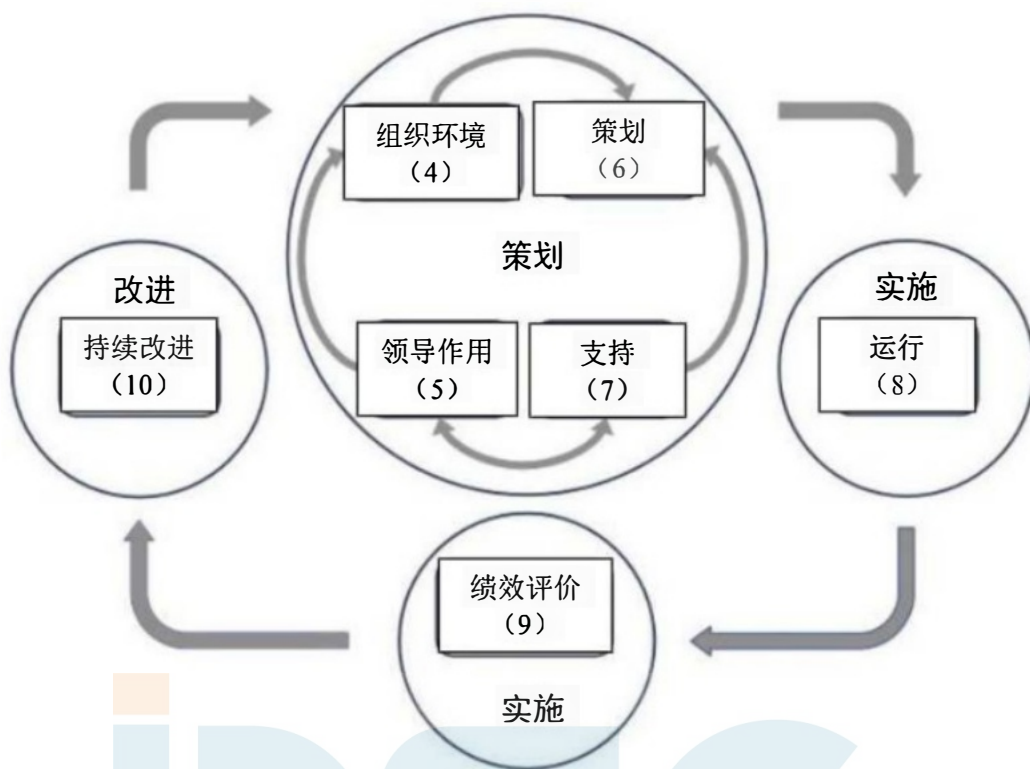 组织环境
（4）
策划
（6）
策划
领导作用
（5）
支持
（7）
改进
持续改进
（10）
实施
运行
（8）
绩效评价
（9）
实施